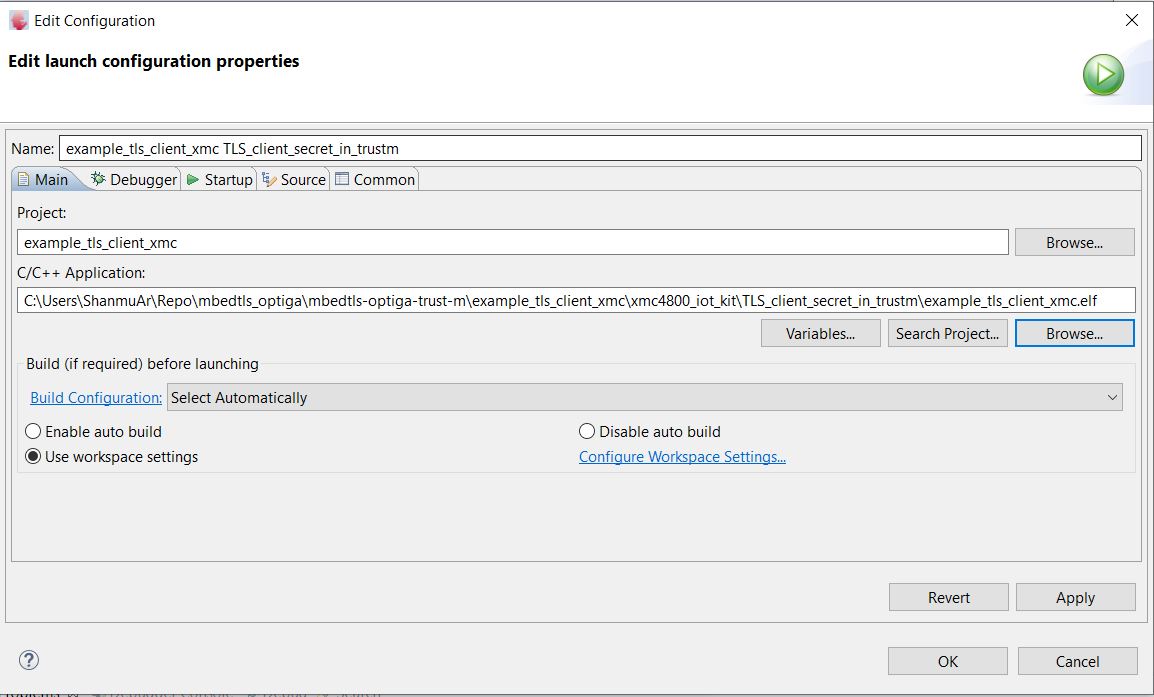 Edit Configuration
Edit launch configuration properties
Name: example_tls_client_xmc TLS_client_secret_in_trustm
Main Debugger Startup Source Common
Project:
example_tls_client_xmc Browse...
C/C++ Application:
C:\Users\ShanmuAr\Repo\mbedtls_optiga\mbedtls-optiga-trust-m\example_tls_client_xmc\xmc4800_iot_kit\TLS_client_secret_in_trustm\example_tls_client_xmc.elf
Variables... Search Project... Browse...
Build (if required) before launching
Build Configuration: Select Automatically
Enable auto build Disable auto build
Use workspace settings Configure Workspace Settings...
Revert Apply
? OK Cancel